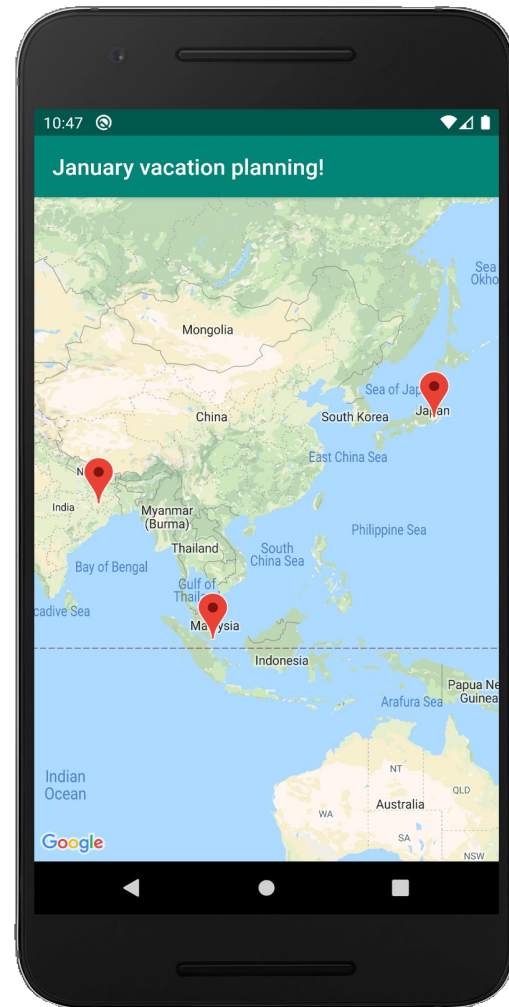 10:47
January vacation planning!
Sea
Okho
Mongolia
Sea of Jap
Japan
China
South Korea
East China Sea
N
India
Myanmar
(Burma)
Philippine Sea
Thailand
South
China Sea
Bay of Bengal
Gulf of
Thail
cadive Sea
Ma ysia
Indonesia
Papua Ne
Guinea
Arafura Sea
Indian
Ocean
NT
QLD
Australia
WA
SA
NSW
Google